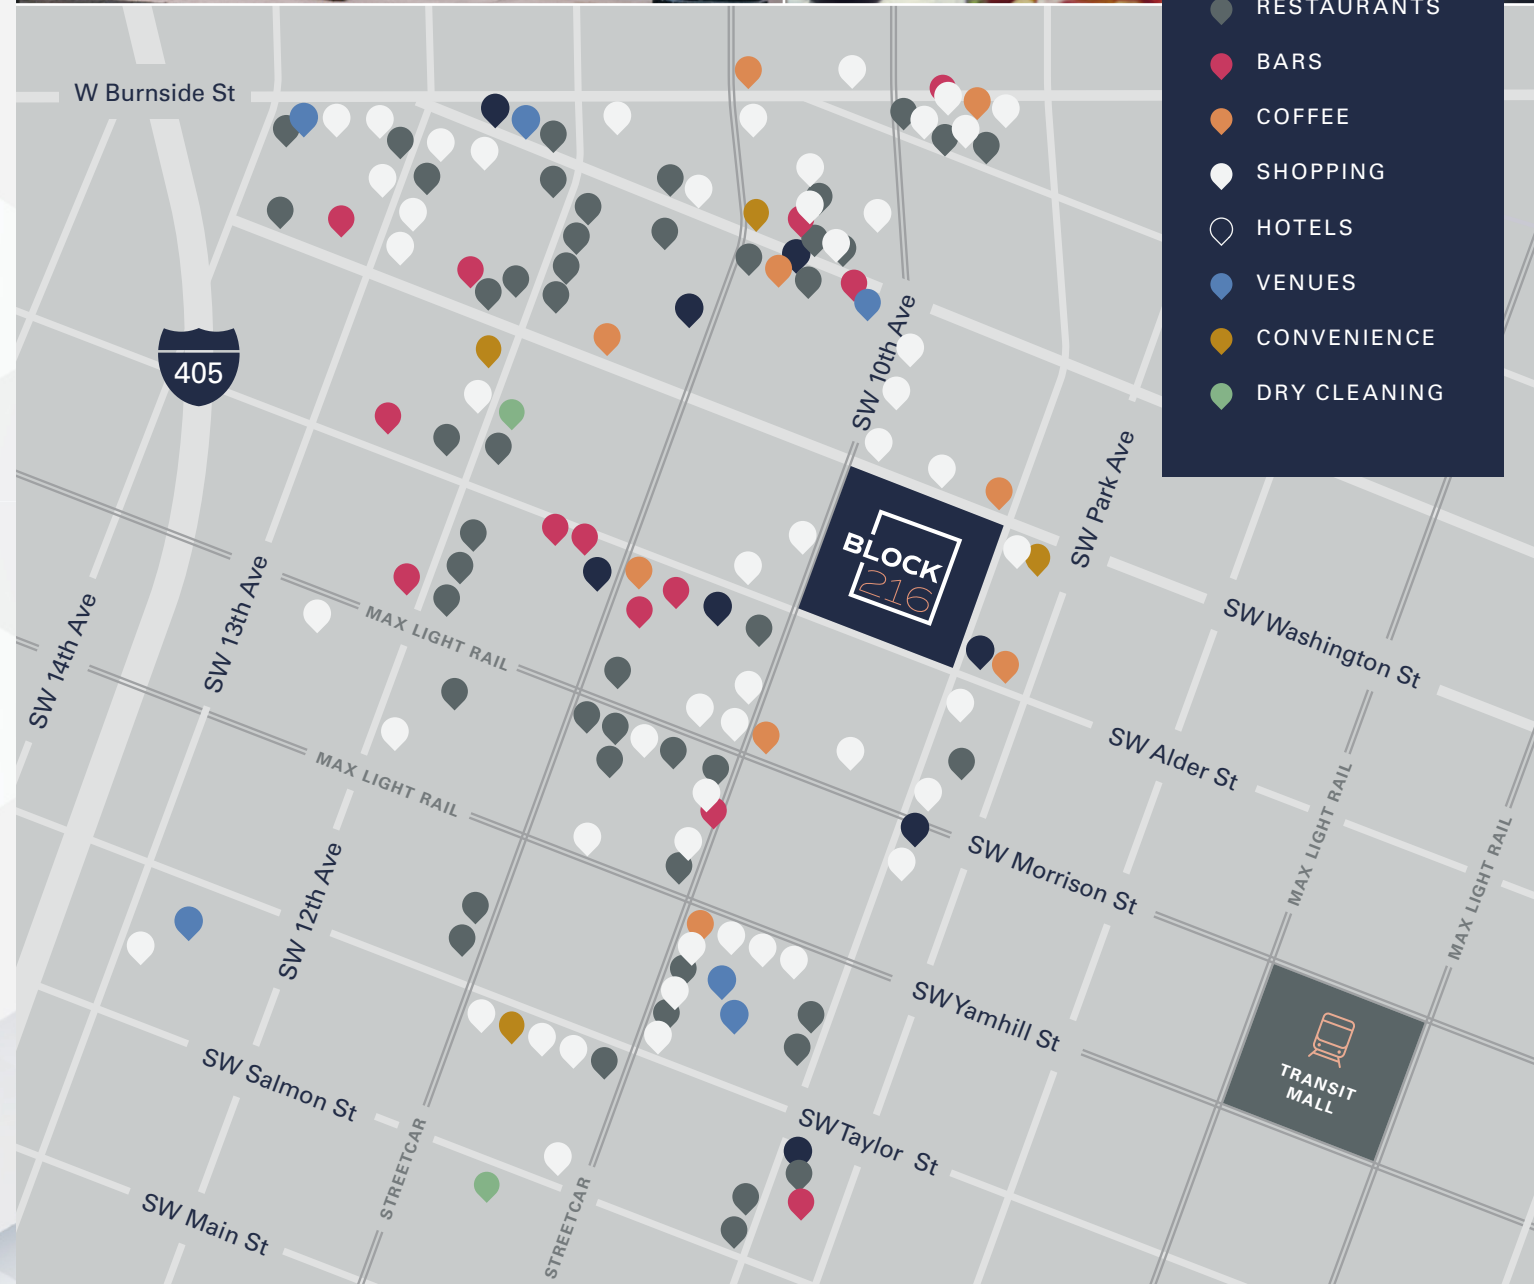 RESTAURANTS
BARS
COFFEE
SHOPPING
HOTELS
VENUES
CONVENIENCE
DRY CLEANING
W Burnside St
405
SW 10th Ave
SW Park Ave
BLOCK
216
SW Washington St
SW 14th Ave
SW 13th Ave
MAX LIGHT RAIL
MAX LIGHT RAIL
SW Alder St
MAX LIGHT RAIL
MAX LIGHT RAIL
SW Morrison St
SW 12th Ave
SW Yamhill St
TRANSIT
MALL
SW Salmon St
SW Taylor St
STREETCAR
STREETCAR
SW Main St